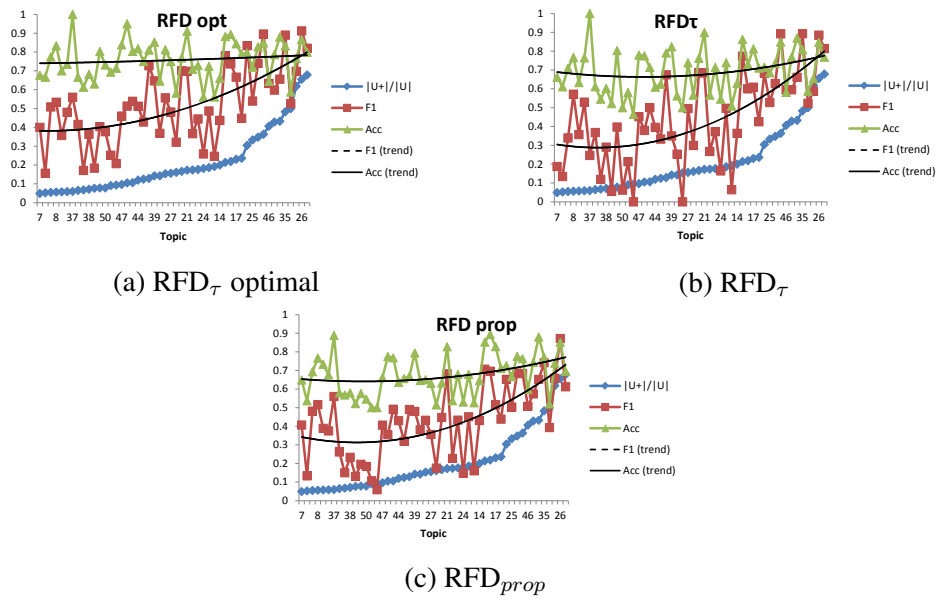 RFD opt
1
0.9
0.8
0.7
0.6
0.5
0.4
0.3
0.2
0.1
0
7 8 37 38 50 47 44 39 27 21 24 14 17 25 46 35 26
Topic
|U+|/|U|
F1
Acc
F1 (trend)
Acc (trend)
(a) RFDτ optimal
RFDτ
1
0.9
0.8
0.7
0.6
0.5
0.4
0.3
0.2
0.1
0
7 8 37 38 50 47 44 39 27 21 24 14 17 25 46 35 26
Topic
|U+|/|U|
F1
Acc
F1 (trend)
Acc (trend)
(b) RFDτ
RFD prop
1
0.9
0.8
0.7
0.6
0.5
0.4
0.3
0.2
0.1
0
7 8 37 38 50 47 44 39 27 21 24 14 17 25 46 35 26
Topic
|U+|/|U|
F1
Acc
F1 (trend)
Acc (trend)
(c) RFDprop